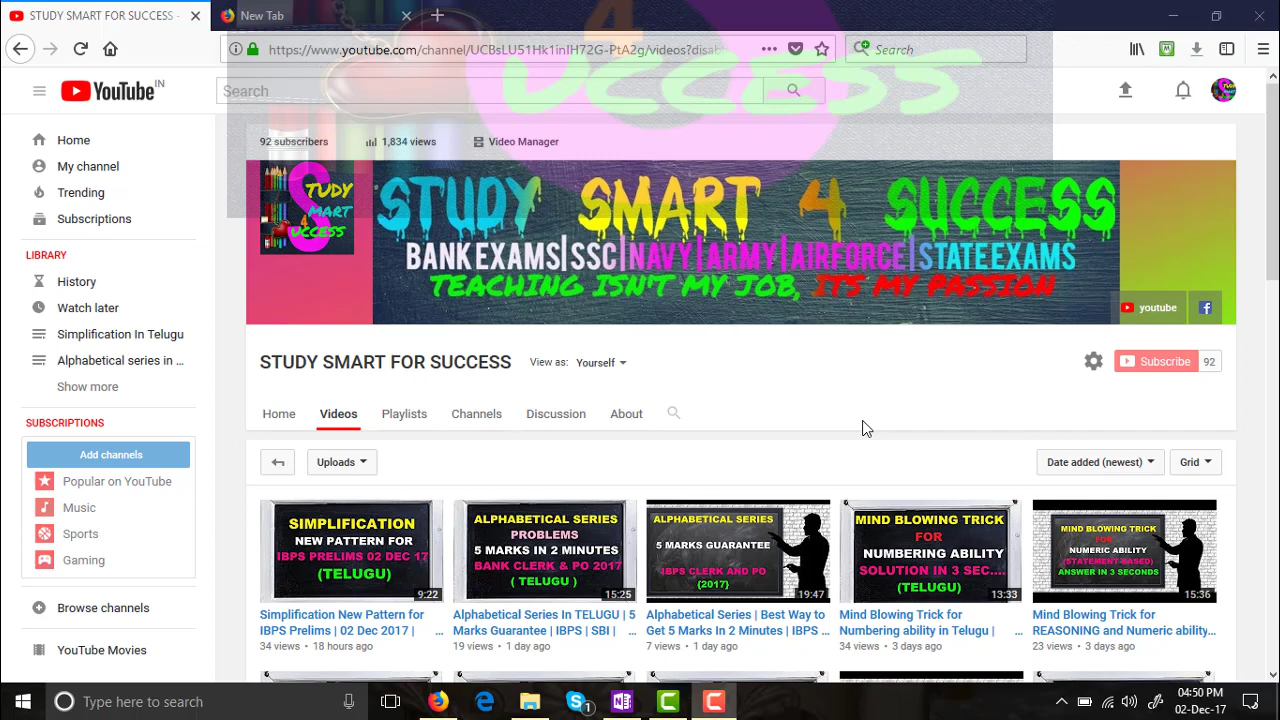 STUDY SMART FOR SUCCESS -
New Tab
https://www.youtube.com/channel/UCBsLU51Hk1inIH72G-PtA2g/videos?disab
Search
YouTube IN
Search
4
UCCESS
92 subscribers
1,834 views
Video Manager
STUDY
SMART
4
UCCESS
STUDY SMART 4 SUCCESS
BANK EXAMS|SSC|NAVY|ARMY|AIRFORCE|STATE EXAMS
TEACHING ISN'T MY JOB, ITS MY PASSION
youtube
Home
My channel
Trending
Subscriptions
LIBRARY
History
Watch later
Simplification In Telugu
Alphabetical series in ...
Show more
SUBSCRIPTIONS
Add channels
Popular on YouTube
Music
Sports
Gaming
Browse channels
YouTube Movies
STUDY SMART FOR SUCCESS
View as: Yourself
Subscribe 92
Home Videos Playlists Channels Discussion About
Uploads
Date added (newest)
Grid
SIMPLIFICATION
NEW PATTERN FOR
IBPS PRELIMS 02 DEC 17
(TELUGU)
9:22
Simplification New Pattern for
IBPS Prelims | 02 Dec 2017 | ...
34 views • 18 hours ago
ALPHABETICAL SERIES
PROBLEMS
5 MARKS IN 2 MINUTES
BANK CLERK & PO 2017
( TELUGU )
15:25
Alphabetical Series In TELUGU | 5
Marks Guarantee | IBPS | SBI | ...
19 views • 1 day ago
ALPHABETICAL SERIES
5 MARKS GUARANTEE
IBPS CLERK AND PO
(2017)
19:47
Alphabetical Series | Best Way to
Get 5 Marks In 2 Minutes | IBPS ...
7 views • 1 day ago
MIND BLOWING TRICK
FOR
NUMBERING-ABILITY
SOLUTION IN 3 SEC....
(TELUGU)
13:33
Mind Blowing Trick for
Numbering ability in Telugu | ...
34 views • 3 days ago
MIND BLOWING TRICK
FOR
NUMERIC ABILITY
(STATEMENT-BASED)
ANSWER IN 3 SECONDS
15:36
Mind Blowing Trick for
REASONING and Numeric ability...
23 views • 3 days ago
Type here to search
1
04:50 PM
02-Dec-17